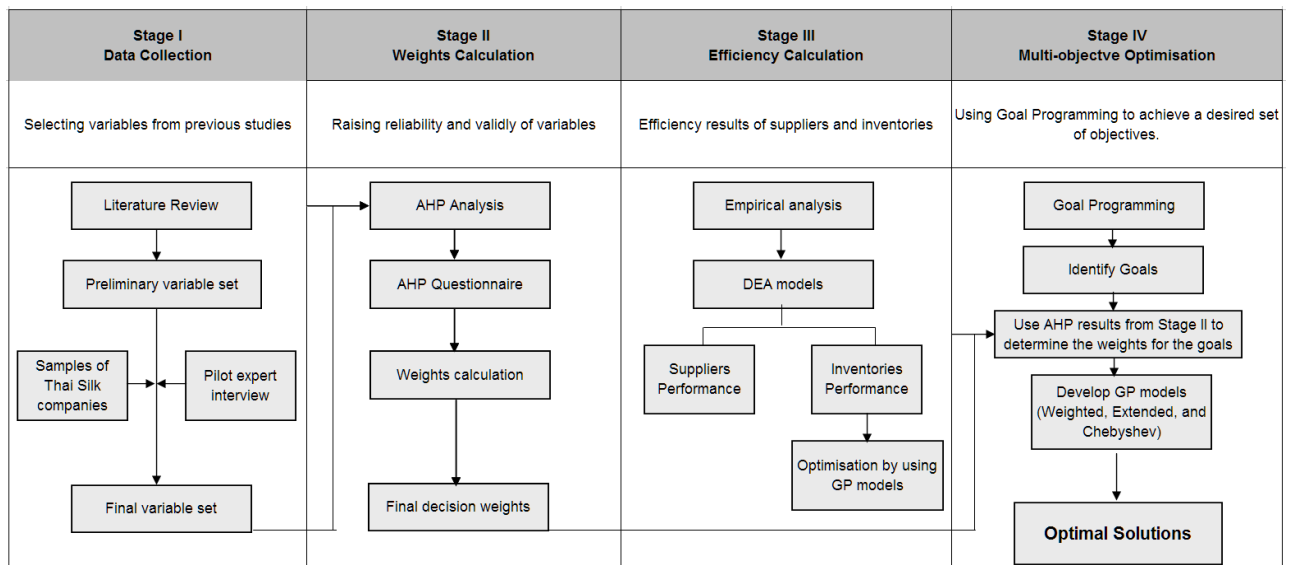 Stage I
Data Collection
Stage II
Weights Calculation
Stage III
Efficiency Calculation
Stage IV
Multi-objectve Optimisation
Selecting variables from previous studies
Raising reliability and validly of variables
Efficiency results of suppliers and inventories
Using Goal Programming to achieve a desired set
of objectives.
Literature Review
Preliminary variable set
Samples of
Thai Silk
companies
Pilot expert
interview
Final variable set
AHP Analysis
AHP Questionnaire
Weights calculation
Final decision weights
Empirical analysis
DEA models
Suppliers
Performance
Inventories
Performance
Optimisation by using
GP models
Goal Programming
Identify Goals
Use AHP results from Stage II to
determine the weights for the goals
Develop GP models
(Weighted, Extended, and
Chebyshev)
Optimal Solutions